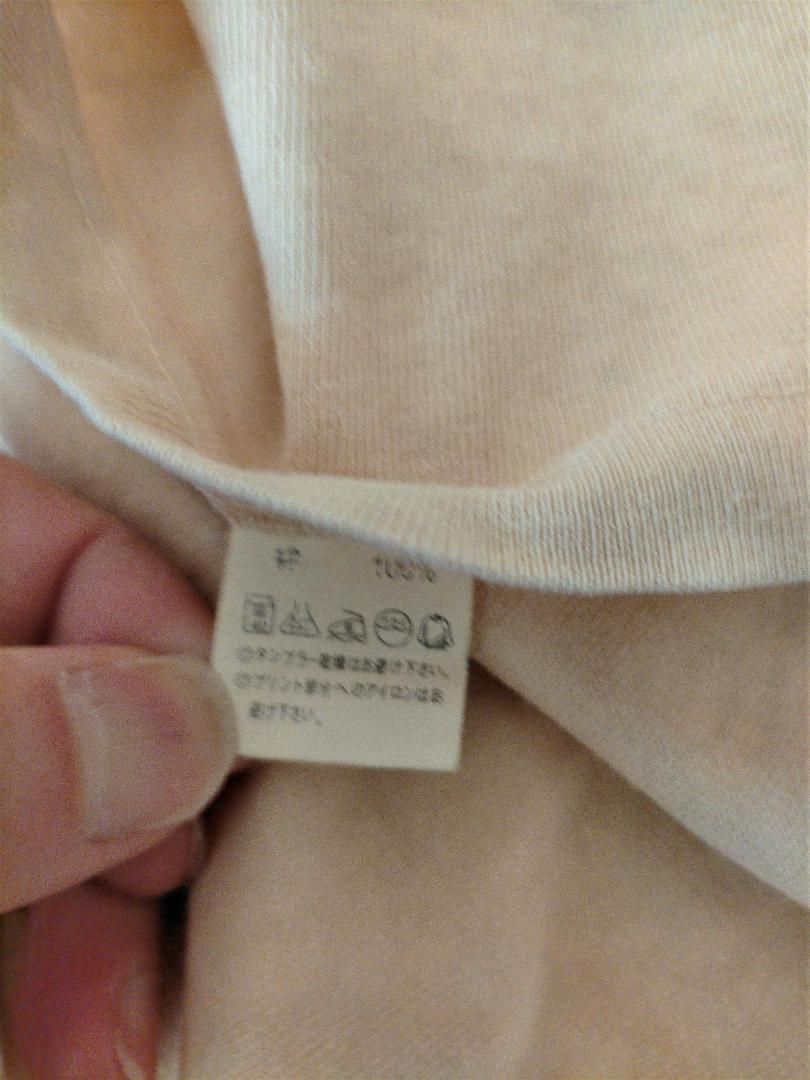 綿 100%
◎タンブラー乾燥はお避け下さい。
◎プリント部分へのアイロンはお
避け下さい。